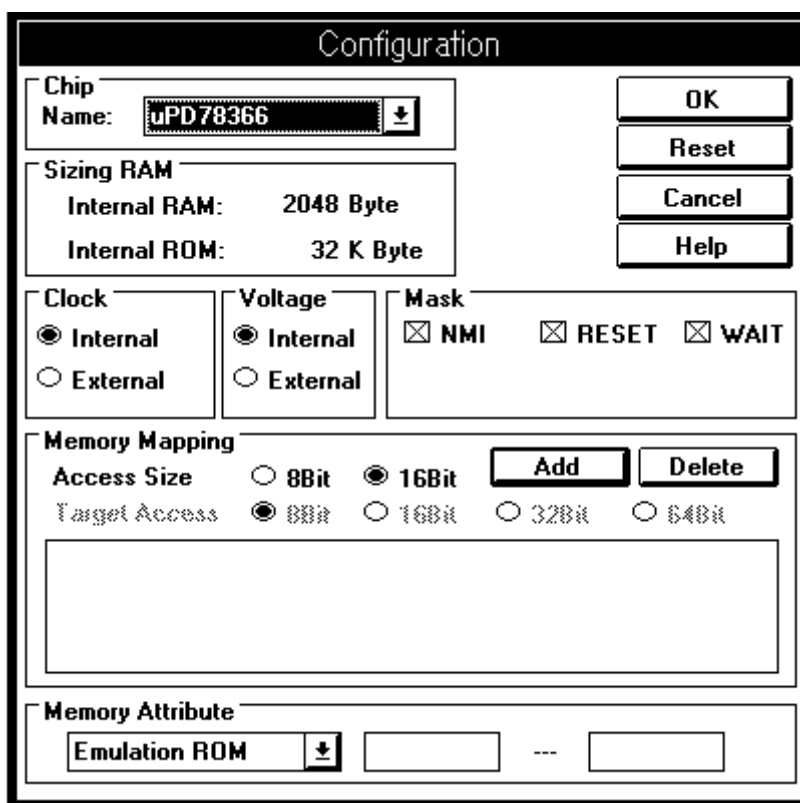 Configuration
Chip
Name: uPD78366
OK
Reset
Sizing RAM
Internal RAM: 2048 Byte
Cancel
Internal ROM: 32 K Byte
Help
Clock
Internal
External
Voltage
Internal
External
Mask
NMI RESET WAIT
Memory Mapping
Access Size 8Bit 16Bit Add Delete
Target Access 8Bit 16Bit 32Bit 64Bit
Memory Attribute
Emulation ROM ---